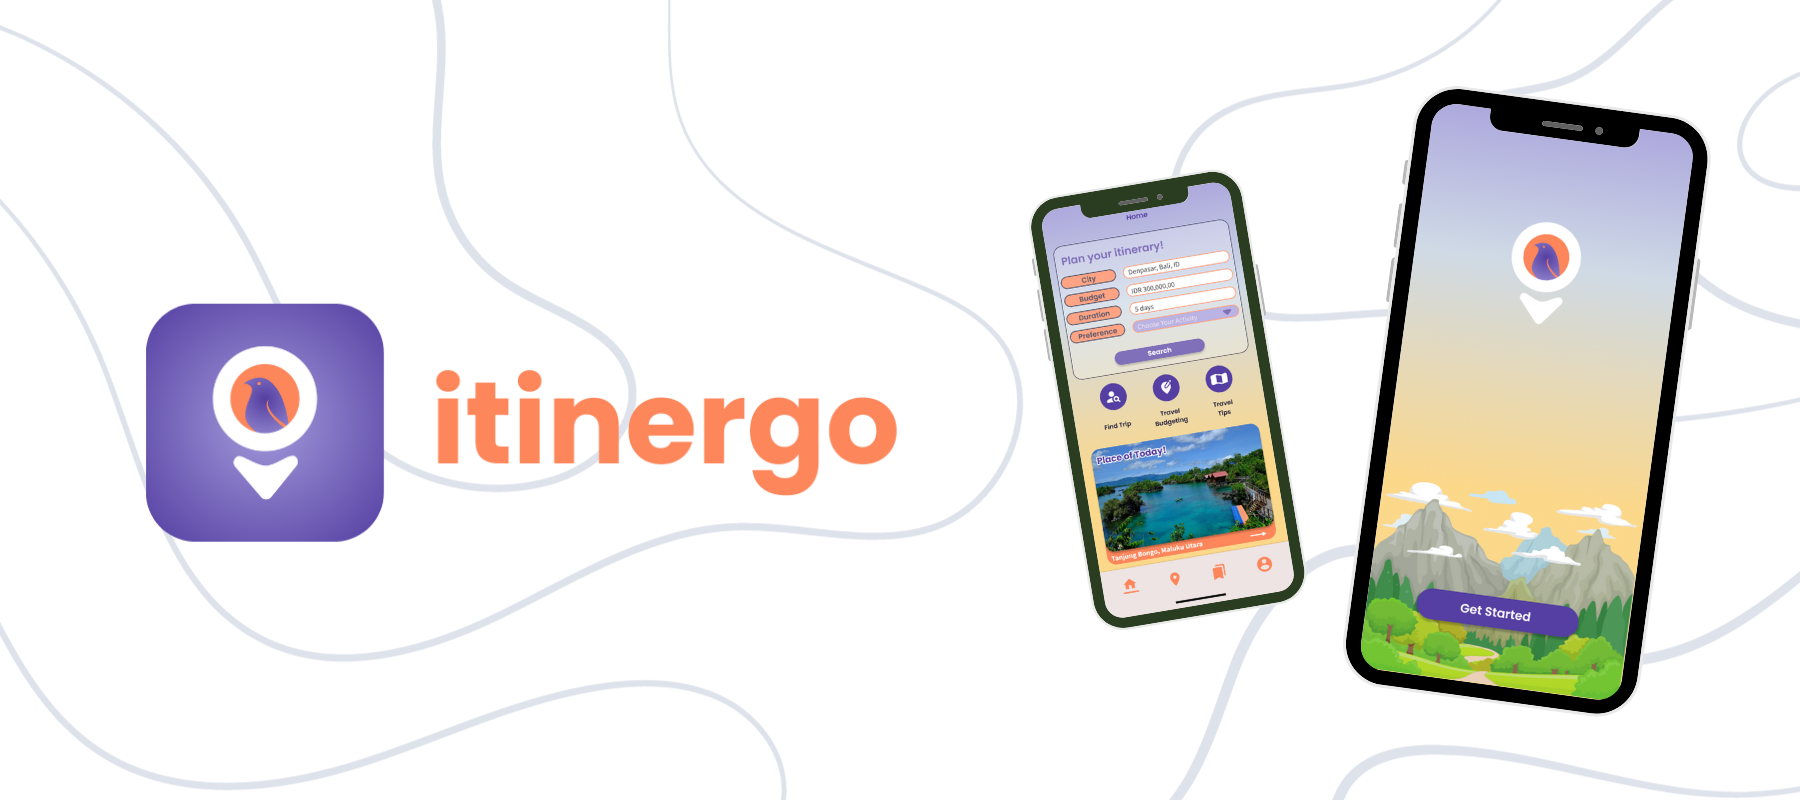 itinergo
Home
Plan your itinerary!
City
Denpasar, Bali, ID
Budget
IDR 300,000,00
Duration
5 days
Preference
Choose Your Activity
Search
Find Trip
Travel
Budgeting
Travel
Tips
Place of Today!
Tanjung Bongo, Maluku Utara
Get Started